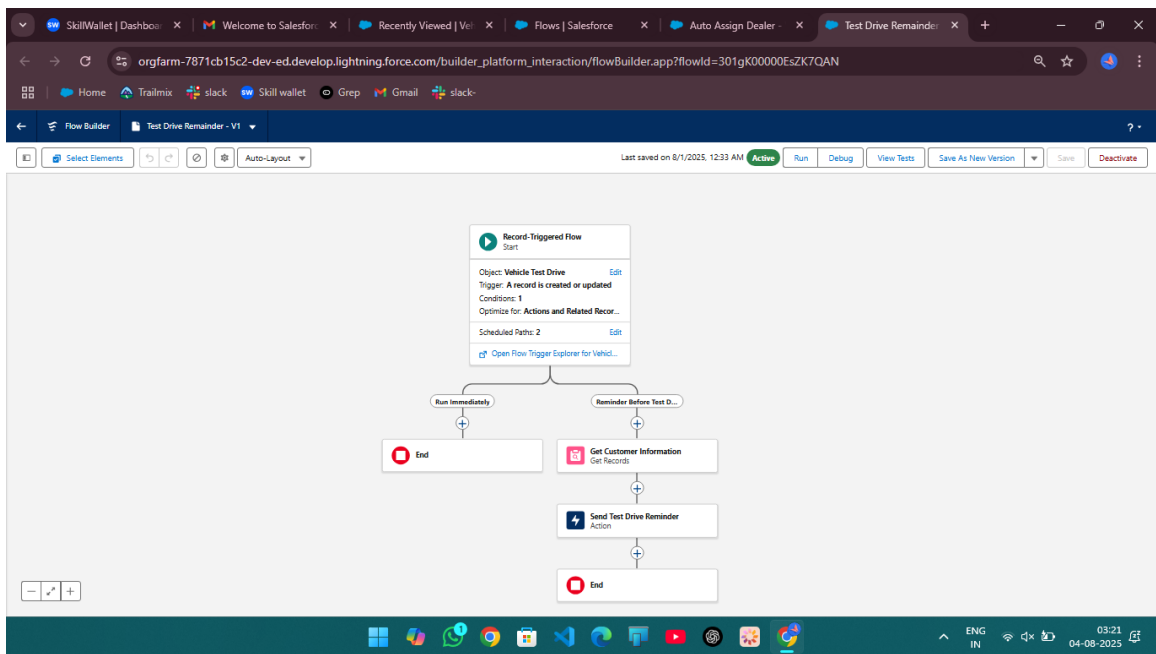 SkillWallet | Dashboar
Welcome to Salesforc
Recently Viewed | Veh
Flows | Salesforce
Auto Assign Dealer -
Test Drive Remainder
orgfarm-7871cb15c2-dev-ed.develop.lightning.force.com/builder_platform_interaction/flowBuilder.app?flowId=301gK00000EsZK7QAN
Home
Trailmix
slack
Skill wallet
Grep
Gmail
slack-
Flow Builder
Test Drive Remainder - V1
?
Select Elements
Auto-Layout
Last saved on 8/1/2025, 12:33 AM
Active
Run
Debug
View Tests
Save As New Version
Save
Deactivate
Record-Triggered Flow
Start
Object: Vehicle Test Drive Edit
Trigger: A record is created or updated
Conditions: 1
Optimize for: Actions and Related Recor...
Scheduled Paths: 2 Edit
Open Flow Trigger Explorer for Vehicl...
Run Immediately
Reminder Before Test D...
End
Get Customer Information
Get Records
Send Test Drive Reminder
Action
End
ENG
IN
03:21
04-08-2025